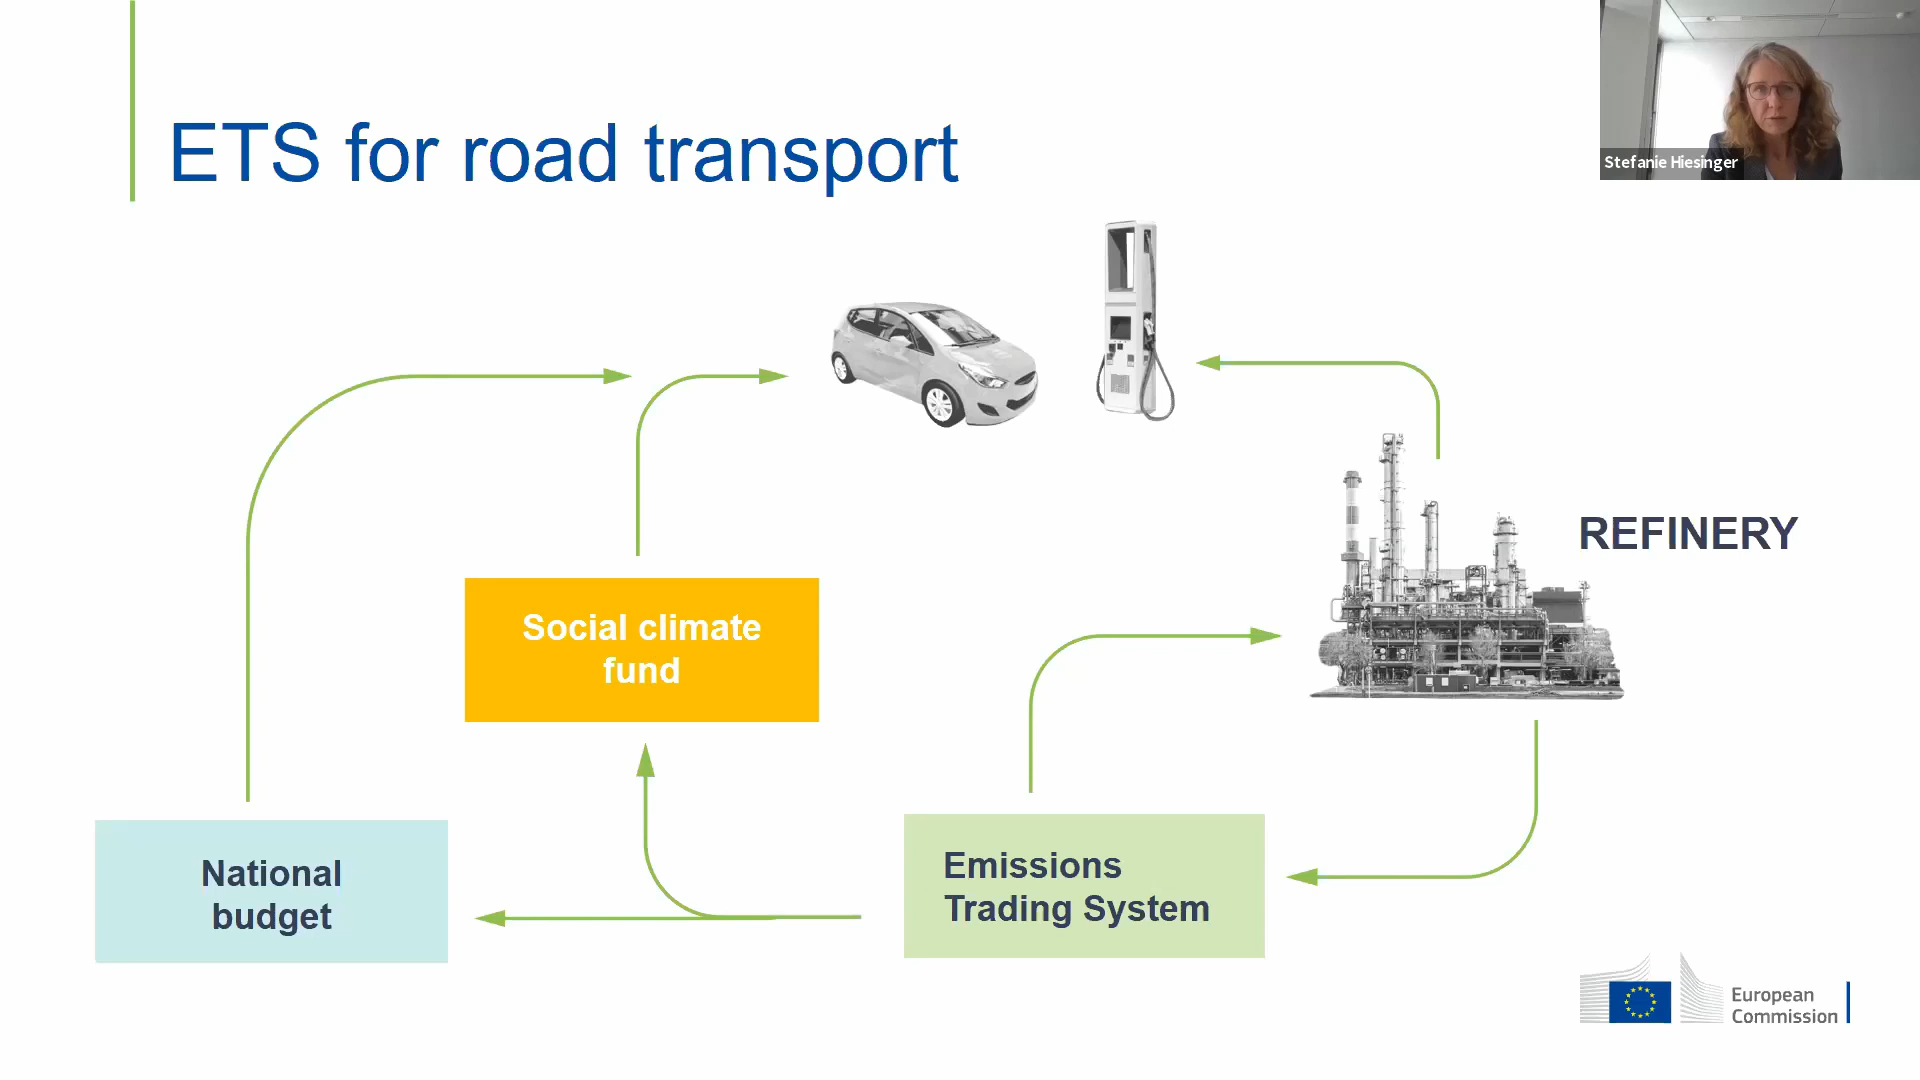 ETS for road transport
Stefanie Hiesinger
REFINERY
Social climate
fund
National
budget
Emissions
Trading System
European
Commission